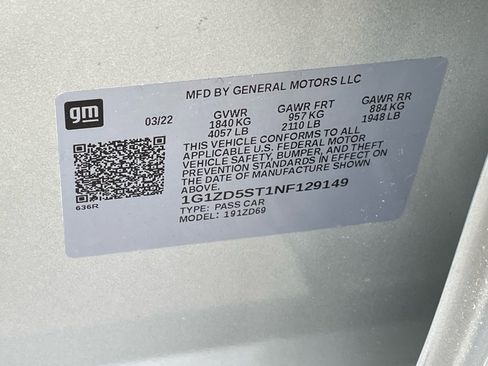 MFD BY GENERAL MOTORS LLC
gm
03/22
GVWR GAWR FRT GAWR RR
1840 KG 957 KG 884 KG
4057 LB 2110 LB 1948 LB
THIS VEHICLE CONFORMS TO ALL
APPLICABLE U.S. FEDERAL MOTOR
VEHICLE SAFETY, BUMPER, AND THEFT
PREVENTION STANDARDS IN EFFECT ON
THE DATE OF MANUFACTURE SHOWN
ABOVE.
1G1ZD5ST1NF129149
TYPE: PASS CAR
MODEL: 191ZD69
636R